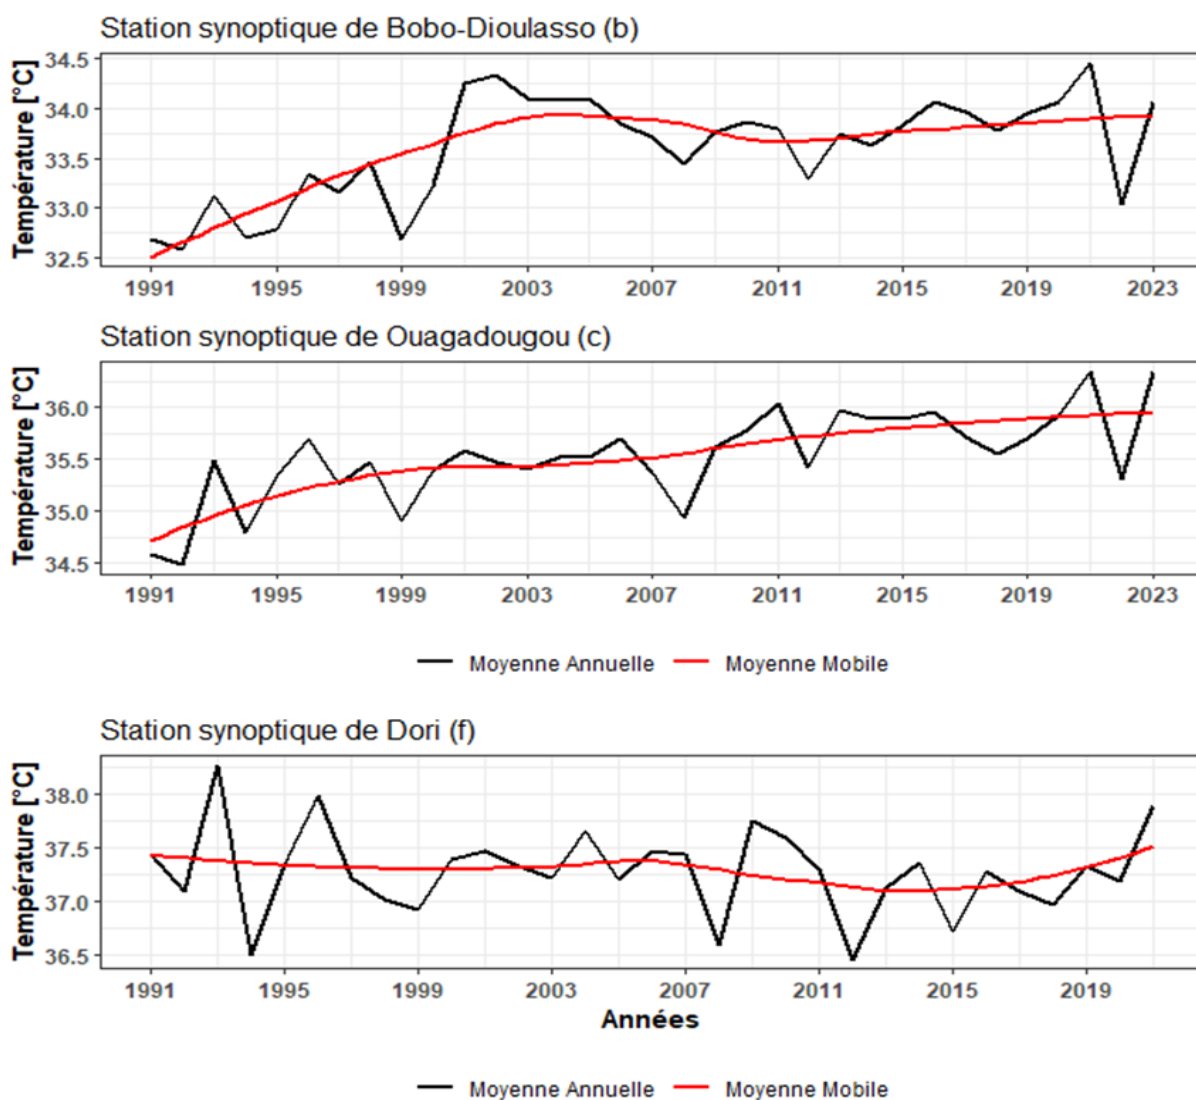 Station synoptique de Bobo-Dioulasso (b)
Température [°C]
34.5
34.0
33.5
33.0
32.5
1991 1995 1999 2003 2007 2011 2015 2019 2023
Station synoptique de Ouagadougou (c)
Température [°C]
36.0
35.5
35.0
34.5
1991 1995 1999 2003 2007 2011 2015 2019 2023
Moyenne Annuelle Moyenne Mobile
Station synoptique de Dori (f)
Température [°C]
38.0
37.5
37.0
36.5
1991 1995 1999 2003 2007 2011 2015 2019
Années
Moyenne Annuelle Moyenne Mobile